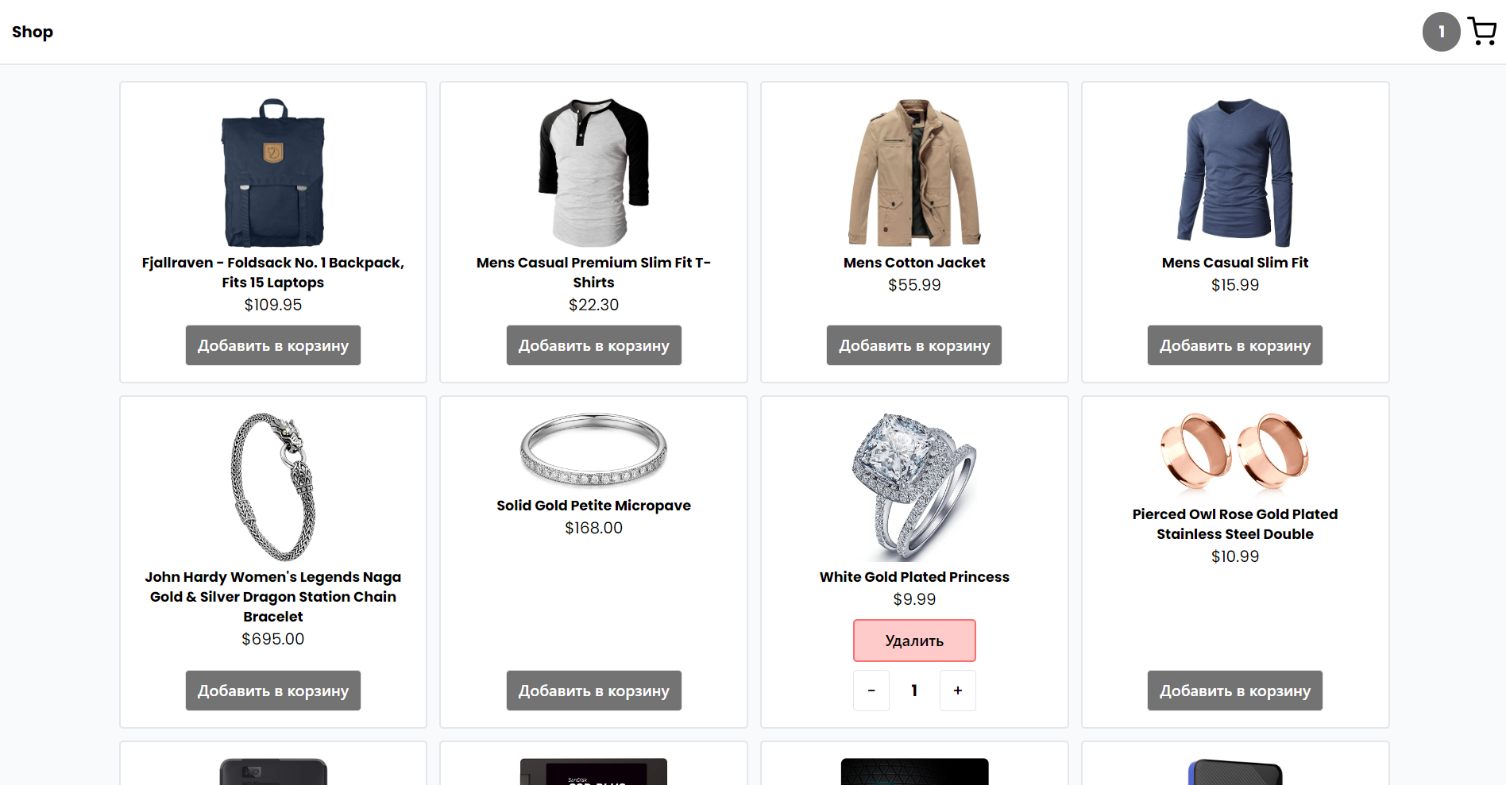 Shop
1
Fjallraven - Foldsack No. 1 Backpack,
Fits 15 Laptops
$109.95
Добавить в корзину
Mens Casual Premium Slim Fit T-
Shirts
$22.30
Добавить в корзину
Mens Cotton Jacket
$55.99
Добавить в корзину
Mens Casual Slim Fit
$15.99
Добавить в корзину
John Hardy Women's Legends Naga
Gold & Silver Dragon Station Chain
Bracelet
$695.00
Добавить в корзину
Solid Gold Petite Micropave
$168.00
Добавить в корзину
White Gold Plated Princess
$9.99
Удалить
- 1 +
Pierced Owl Rose Gold Plated
Stainless Steel Double
$10.99
Добавить в корзину
SanDisk